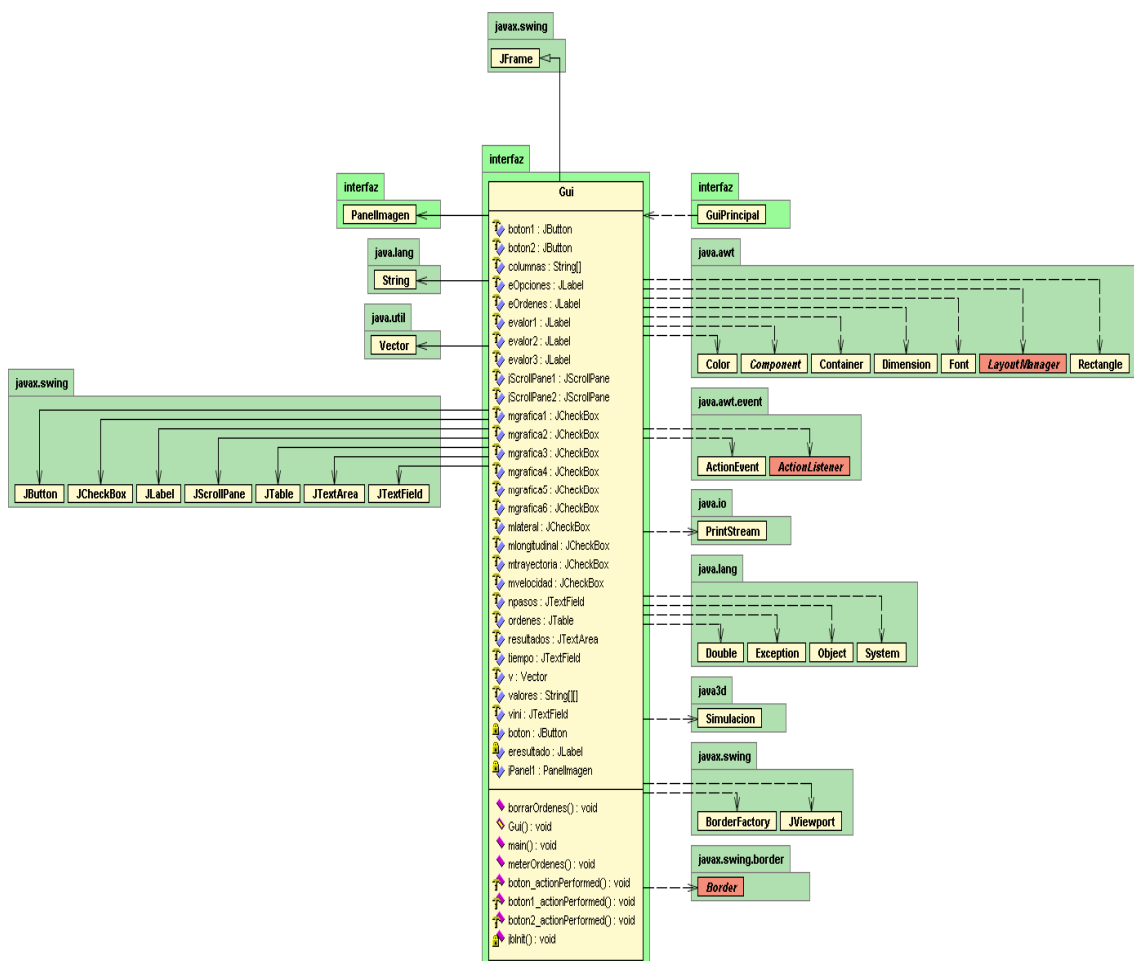 javax.swing
JFrame
interfaz
PanelImagen
java.lang
String
java.util
Vector
javax.swing
JButton
JCheckBox
JLabel
JScrollPane
JTable
JTextArea
JTextField
interfaz
Gui
boton1 : JButton
boton2 : JButton
columnas : String[]
eOpciones : JLabel
eOrdenes : JLabel
evalor1 : JLabel
evalor2 : JLabel
evalor3 : JLabel
jScrollPane1 : JScrollPane
jScrollPane2 : JScrollPane
mgrafica1 : JCheckBox
mgrafica2 : JCheckBox
mgrafica3 : JCheckBox
mgrafica4 : JCheckBox
mgrafica5 : JCheckBox
mgrafica6 : JCheckBox
mlateral : JCheckBox
mlongitudinal : JCheckBox
mtrayectoria : JCheckBox
mvelocidad : JCheckBox
npasos : JTextField
ordenes : JTable
resultados : JTextArea
tiempo : JTextField
v : Vector
valores : String[][]
vini : JTextField
boton : JButton
eresultado : JLabel
jPanel1 : PanelImagen
borrarOrdenes() : void
Gui() : void
main() : void
meterOrdenes() : void
boton_actionPerformed() : void
boton1_actionPerformed() : void
boton2_actionPerformed() : void
jbInit() : void
interfaz
GuiPrincipal
java.awt
Color
Component
Container
Dimension
Font
LayoutManager
Rectangle
java.awt.event
ActionEvent
ActionListener
java.io
PrintStream
java.lang
Double
Exception
Object
System
java3d
Simulacion
javax.swing
BorderFactory
JViewport
javax.swing.border
Border